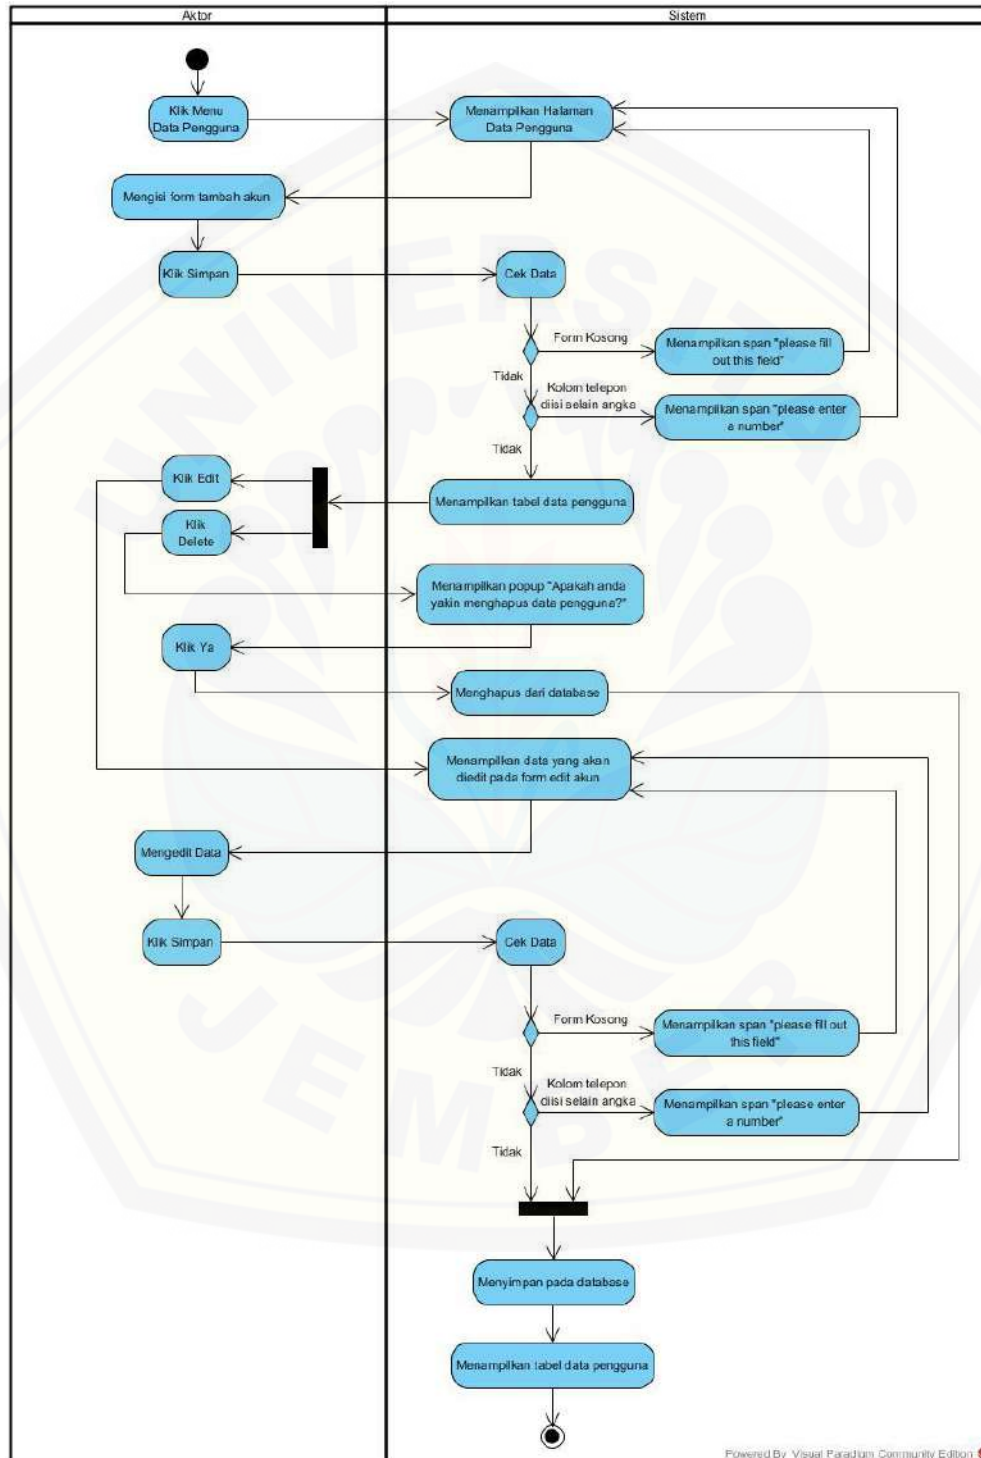 Aktor
Sistem
Klik Menu
Data Pengguna
Menampilkan Halaman
Data Pengguna
Mengisi form tambah akun
Klik Simpan
Cek Data
Form Kosong
Menampilkan span "please fill
out this field"
Tidak
Kolom telepon
diisi selain angka
Menampilkan span "please enter
a number"
Tidak
Klik Edit
Menampilkan tabel data pengguna
Klik
Delete
Menampilkan popup "Apakah anda
yakin menghapus data pengguna?"
Klik Ya
Menghapus dari database
Menampilkan data yang akan
diedit pada form edit akun
Mengedit Data
Klik Simpan
Cek Data
Form Kosong
Menampilkan span "please fill out
this field"
Tidak
Kolom telepon
diisi selain angka
Menampilkan span "please enter
a number"
Tidak
Menyimpan pada database
Menampilkan tabel data pengguna
UNIVERSITAS
JEMBER
Powered By Visual Paradigm Community Edition